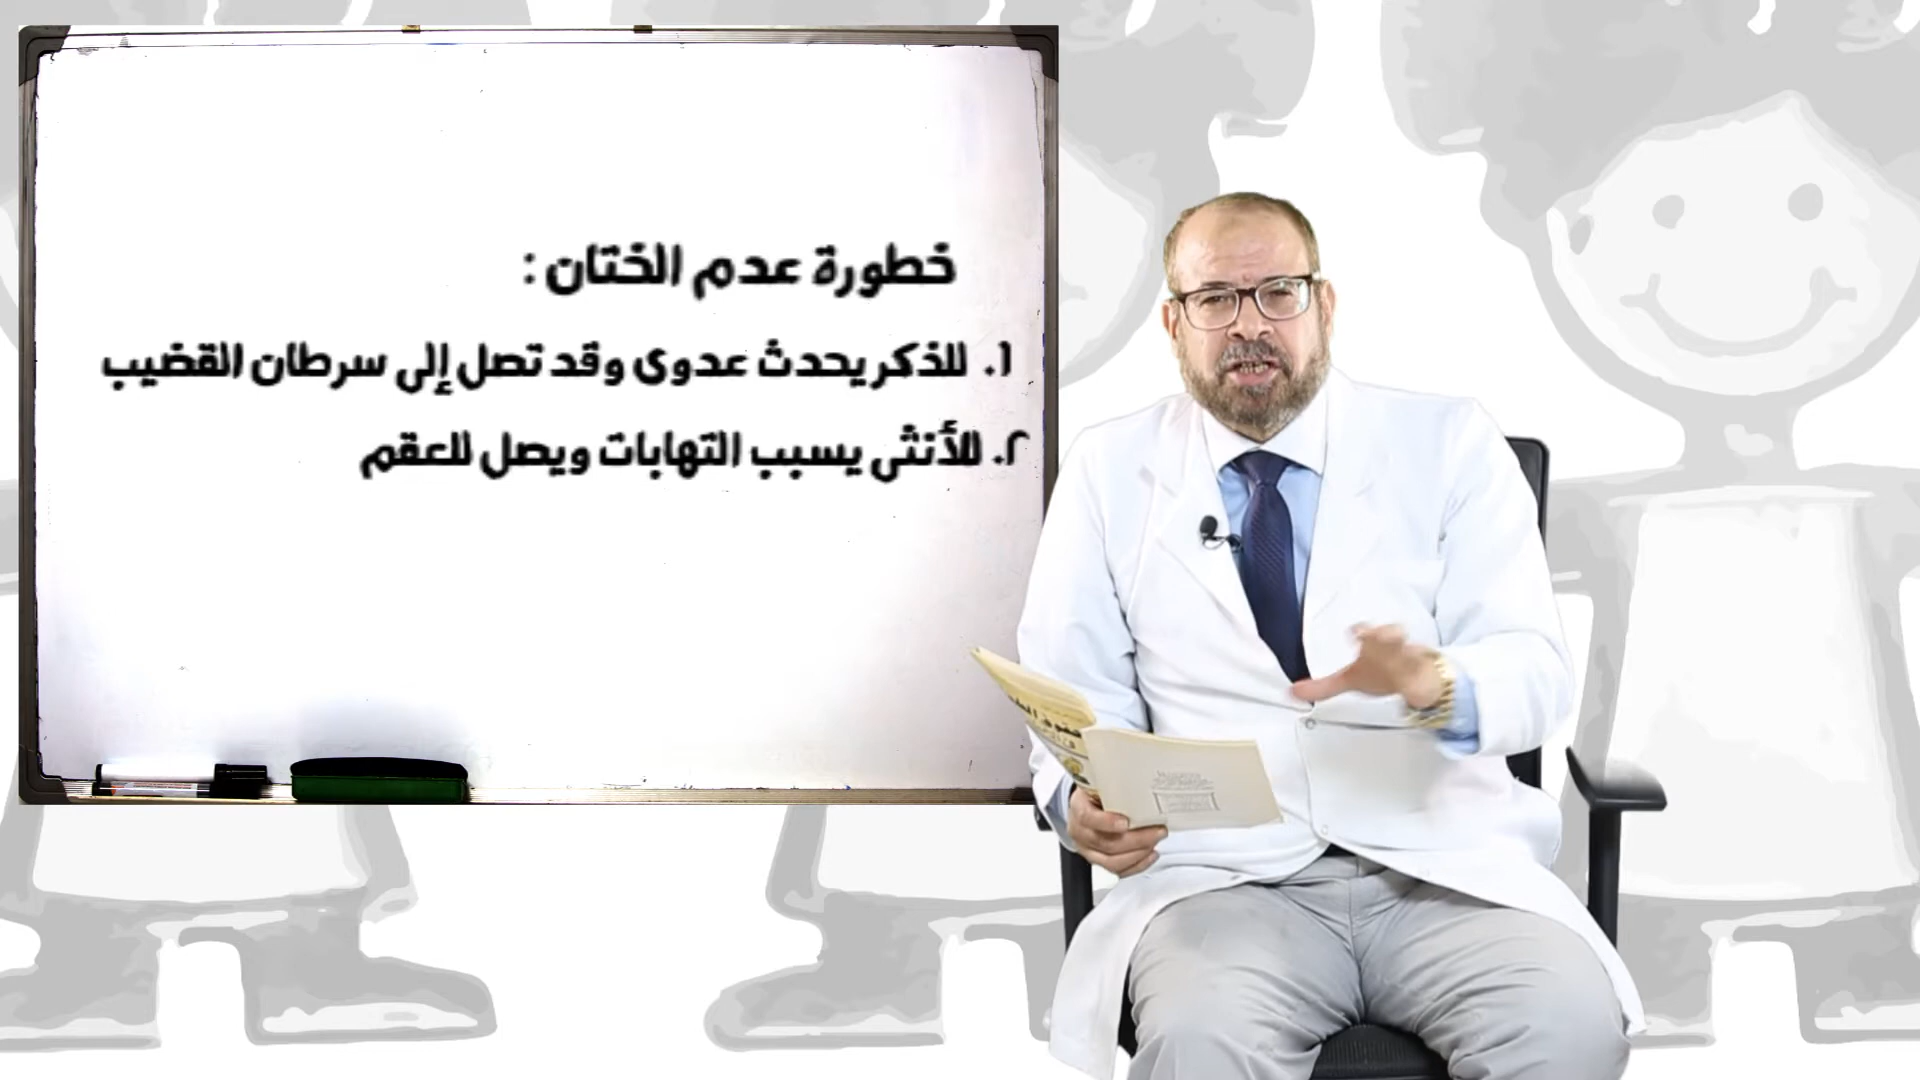 خطورة عدم الختان :
١. للذكر يحدث عدوى وقد تصل إلى سرطان القضيب
٢. للأنثى يسبب التهابات ويصل للعقم